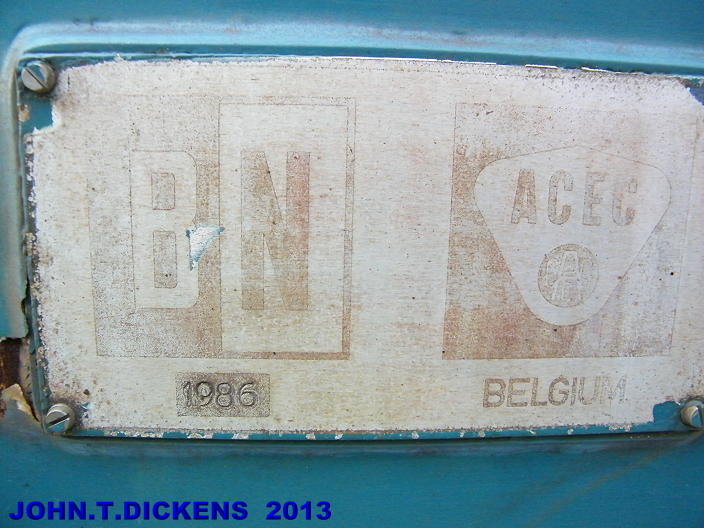 BN
ACEC
A
1986
BELGIUM
JOHN.T.DICKENS 2013